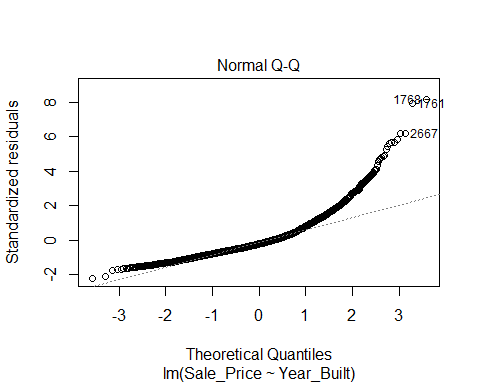 Normal Q-Q
Standardized residuals
8
6
4
2
0
-2
1768
1761
2667
-3 -2 -1 0 1 2 3
Theoretical Quantiles
lm(Sale_Price ~ Year_Built)